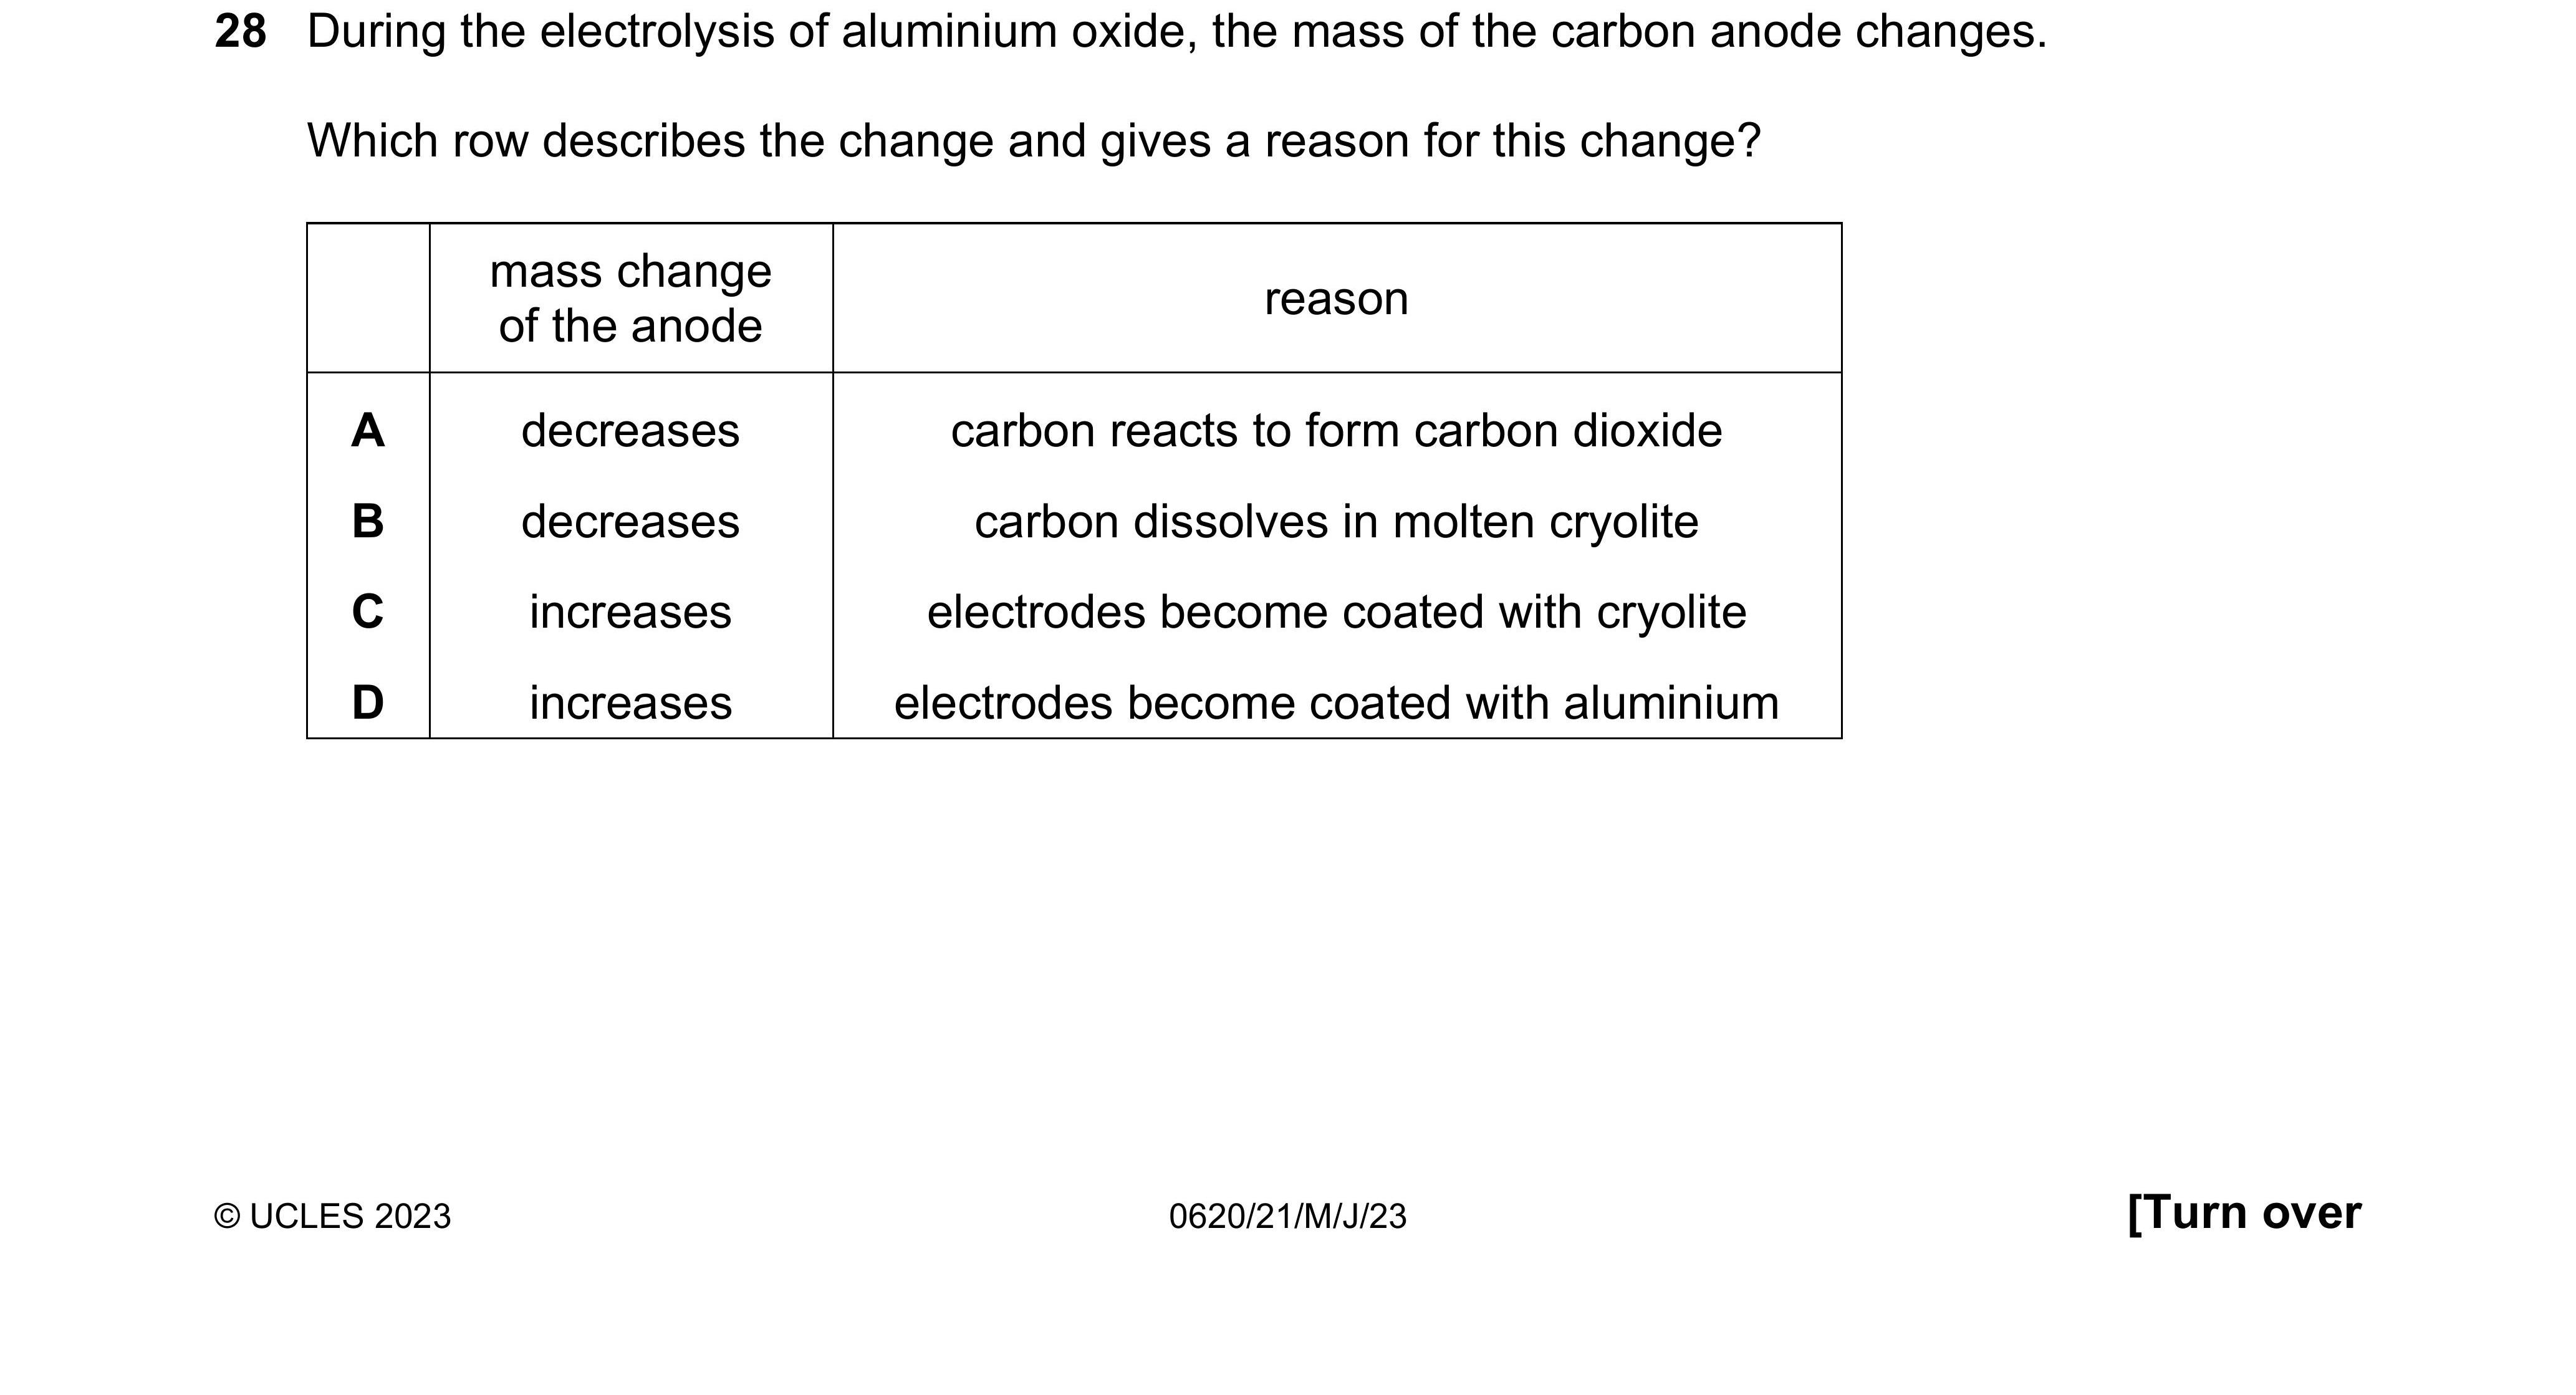 28 During the electrolysis of aluminium oxide, the mass of the carbon anode changes.
Which row describes the change and gives a reason for this change?
mass change
of the anode
reason
A decreases carbon reacts to form carbon dioxide
B decreases carbon dissolves in molten cryolite
C increases electrodes become coated with cryolite
D increases electrodes become coated with aluminium
© UCLES 2023 0620/21/M/J/23 [Turn over